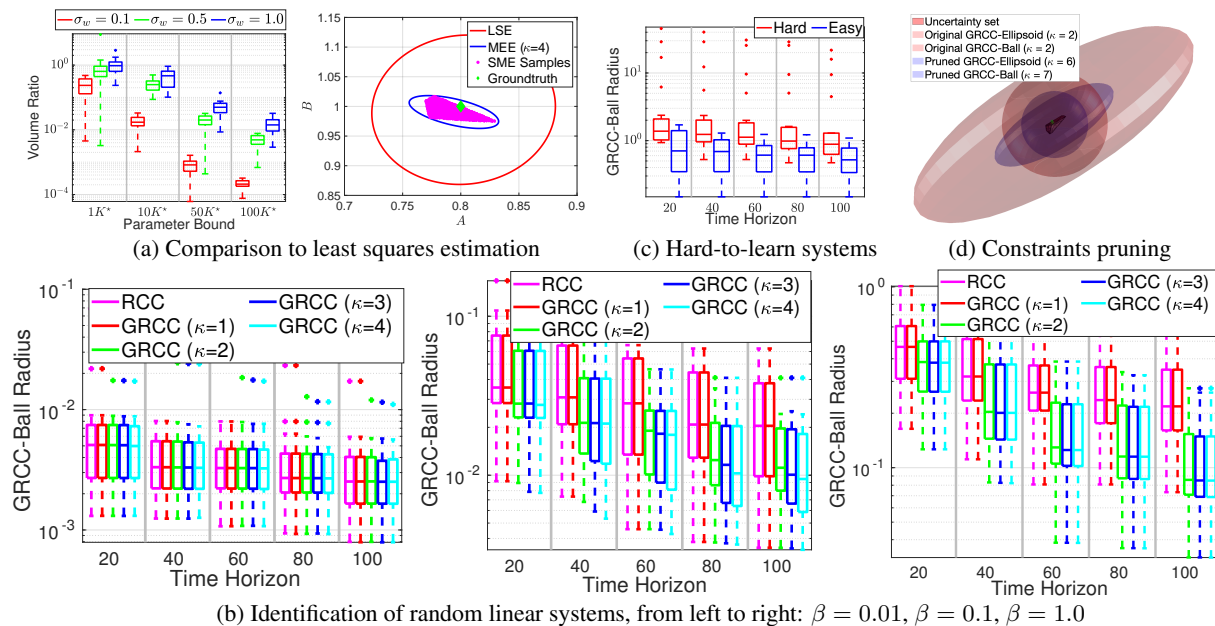 σ_w = 0.1 σ_w = 0.5 σ_w = 1.0
Volume Ratio
10^0
10^-2
10^-4
1K* 10K* 50K* 100K*
Parameter Bound
LSE
MEE (κ=4)
SME Samples
Groundtruth
B
1.15
1.1
1.05
1
0.95
0.9
0.85
0.7 0.8 0.9
A
(a) Comparison to least squares estimation
Hard Easy
GRCC-Ball Radius
10^1
10^0
20 40 60 80 100
Time Horizon
(c) Hard-to-learn systems
Uncertainty set
Original GRCC-Ellipsoid (κ = 2)
Original GRCC-Ball (κ = 2)
Pruned GRCC-Ellipsoid (κ = 6)
Pruned GRCC-Ball (κ = 7)
(d) Constraints pruning
RCC
GRCC (κ=1)
GRCC (κ=2)
GRCC (κ=3)
GRCC (κ=4)
GRCC-Ball Radius
10^-1
10^-2
10^-3
20 40 60 80 100
Time Horizon
RCC
GRCC (κ=1)
GRCC (κ=2)
GRCC (κ=3)
GRCC (κ=4)
GRCC-Ball Radius
10^-1
10^-2
20 40 60 80 100
Time Horizon
RCC
GRCC (κ=1)
GRCC (κ=2)
GRCC (κ=3)
GRCC (κ=4)
GRCC-Ball Radius
10^0
10^-1
20 40 60 80 100
Time Horizon
(b) Identification of random linear systems, from left to right: β = 0.01, β = 0.1, β = 1.0